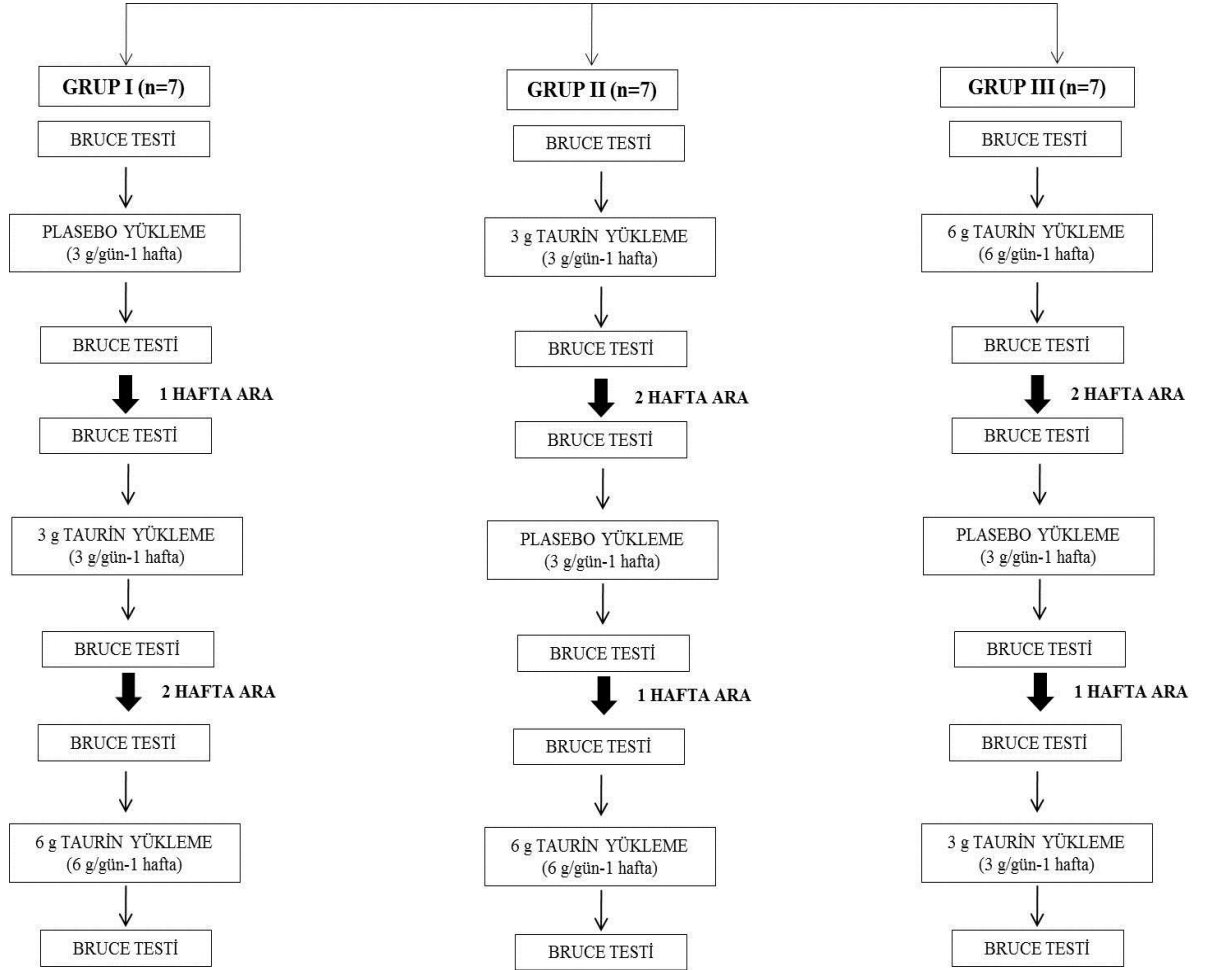 GRUP I (n=7)
BRUCE TESTİ
PLASEBO YÜKLEME
(3 g/gün-1 hafta)
BRUCE TESTİ
1 HAFTA ARA
BRUCE TESTİ
3 g TAURİN YÜKLEME
(3 g/gün-1 hafta)
BRUCE TESTİ
2 HAFTA ARA
BRUCE TESTİ
6 g TAURİN YÜKLEME
(6 g/gün-1 hafta)
BRUCE TESTİ
GRUP II (n=7)
BRUCE TESTİ
3 g TAURİN YÜKLEME
(3 g/gün-1 hafta)
BRUCE TESTİ
2 HAFTA ARA
BRUCE TESTİ
PLASEBO YÜKLEME
(3 g/gün-1 hafta)
BRUCE TESTİ
1 HAFTA ARA
BRUCE TESTİ
6 g TAURİN YÜKLEME
(6 g/gün-1 hafta)
BRUCE TESTİ
GRUP III (n=7)
BRUCE TESTİ
6 g TAURİN YÜKLEME
(6 g/gün-1 hafta)
BRUCE TESTİ
2 HAFTA ARA
BRUCE TESTİ
PLASEBO YÜKLEME
(3 g/gün-1 hafta)
BRUCE TESTİ
1 HAFTA ARA
BRUCE TESTİ
3 g TAURİN YÜKLEME
(3 g/gün-1 hafta)
BRUCE TESTİ